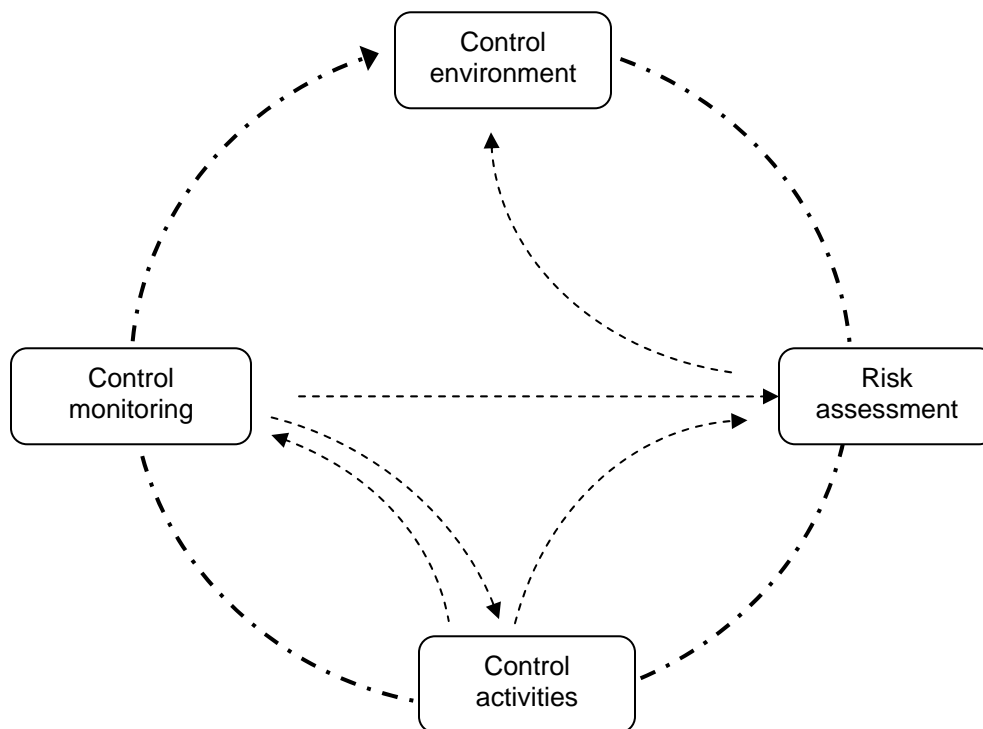 Control
environment
Control
monitoring
Risk
assessment
Control
activities